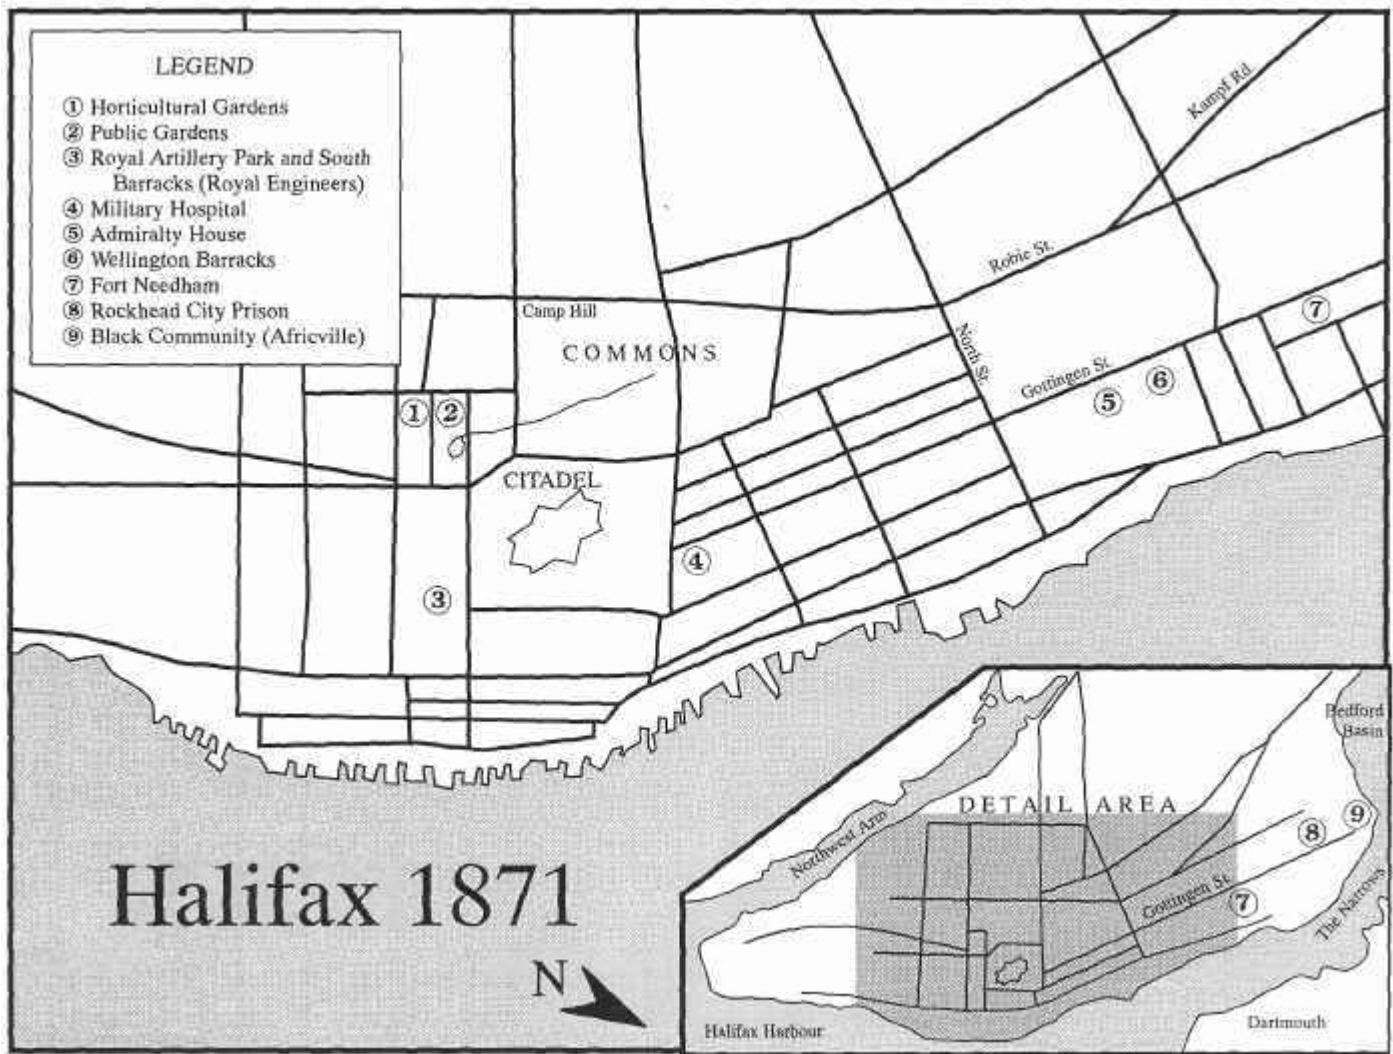 LEGEND
① Horticultural Gardens
② Public Gardens
③ Royal Artillery Park and South
Barracks (Royal Engineers)
④ Military Hospital
⑤ Admiralty House
⑥ Wellington Barracks
⑦ Fort Needham
⑧ Rockhead City Prison
⑨ Black Community (Africville)
Kampf Rd.
Robie St.
Camp Hill
COMMONS
North St.
Gottingen St.
⑦
⑥
⑤
①
②
CITADEL
④
③
Halifax 1871
N
Bedford
Basin
DETAIL AREA
Northwest Arm
⑨
⑧
Gottingen St.
⑦
The Narrows
Halifax Harbour
Dartmouth